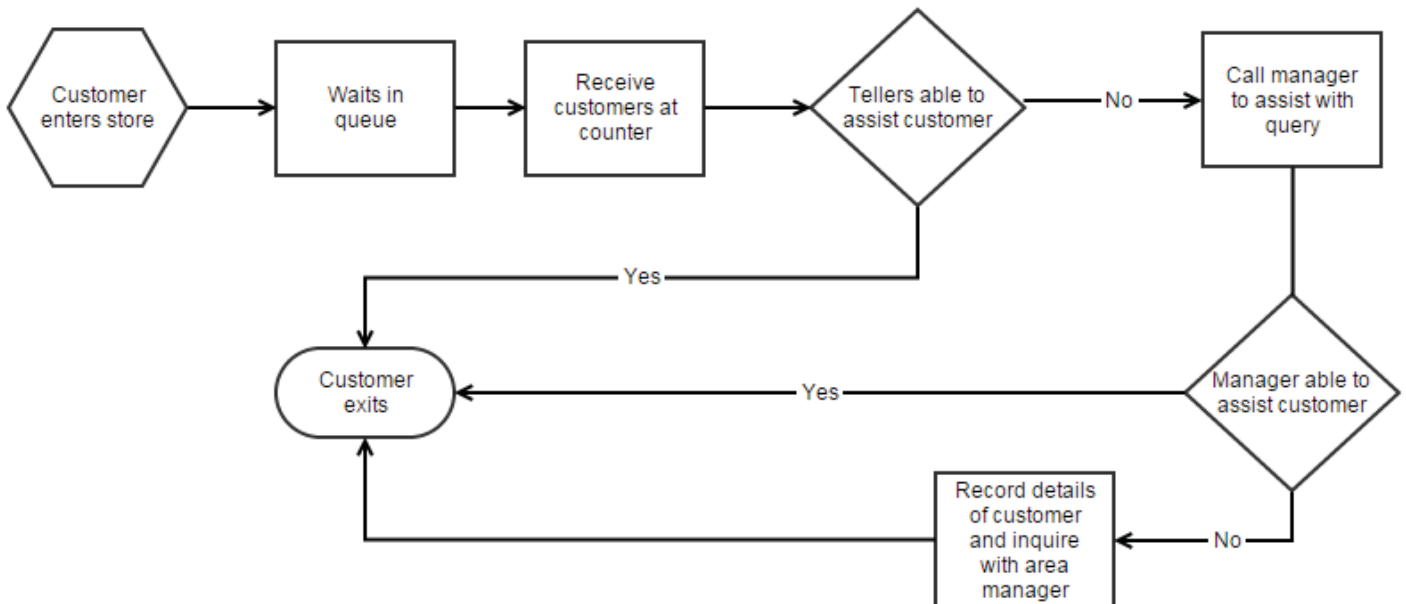 Customer
enters store
Waits in
queue
Receive
customers at
counter
Tellers able to
assist customer
No
Call manager
to assist with
query
Yes
Customer
exits
Yes
Manager able to
assist customer
Record details
of customer
and inquire
with area
manager
No